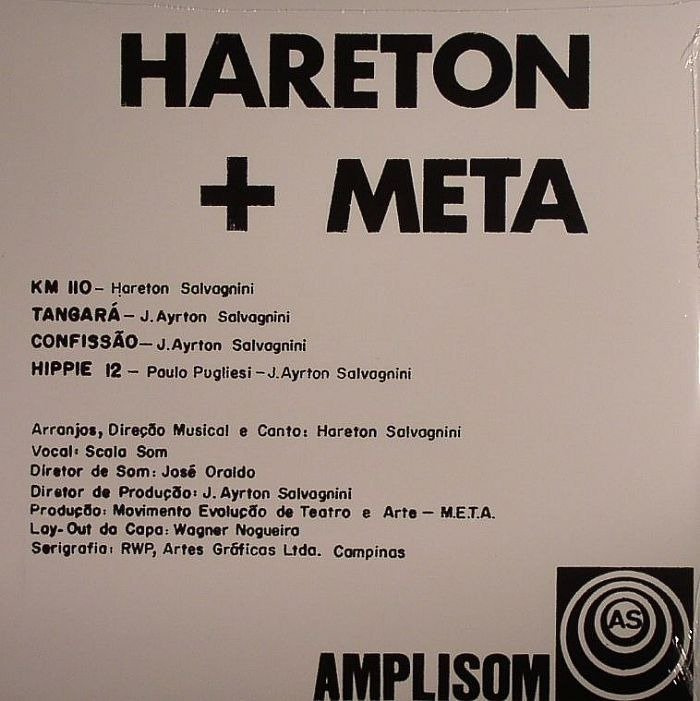 HARETON
+ META
KM 110 - Hareton Salvagnini
TANGARÁ - J. Ayrton Salvagnini
CONFISSÃO - J. Ayrton Salvagnini
HIPPIE 12 - Paulo Pugliesi - J. Ayrton Salvagnini
Arranjos, Direção Musical e Canto: Hareton Salvagnini
Vocal: Scala Som
Diretor de Som: José Oraldo
Diretor de Produção: J. Ayrton Salvagnini
Produção: Movimento Evolução de Teatro e Arte - M.E.T.A.
Lay-Out da Capa: Wagner Nogueira
Serigrafia: RWP, Artes Gráficas Ltda. Campinas
AS
AMPLISOM